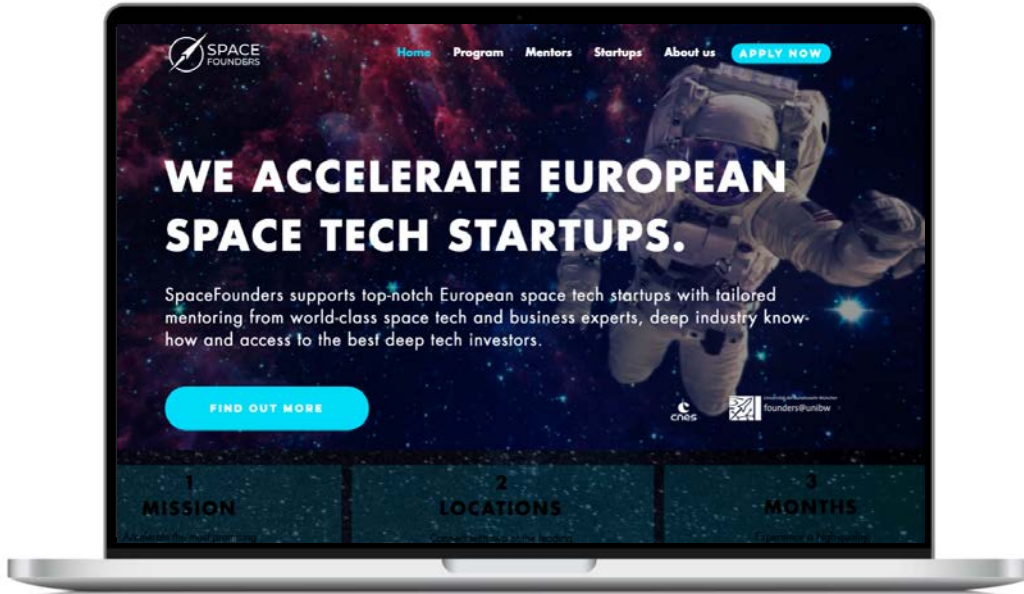 SPACE
FOUNDERS
Home Program Mentors Startups About us APPLY NOW
WE ACCELERATE EUROPEAN
SPACE TECH STARTUPS.
SpaceFounders supports top-notch European space tech startups with tailored
mentoring from world-class space tech and business experts, deep industry know-
how and access to the best deep tech investors.
FIND OUT MORE
cnes
founders@unibw
1
MISSION
2
LOCATIONS
3
MONTHS